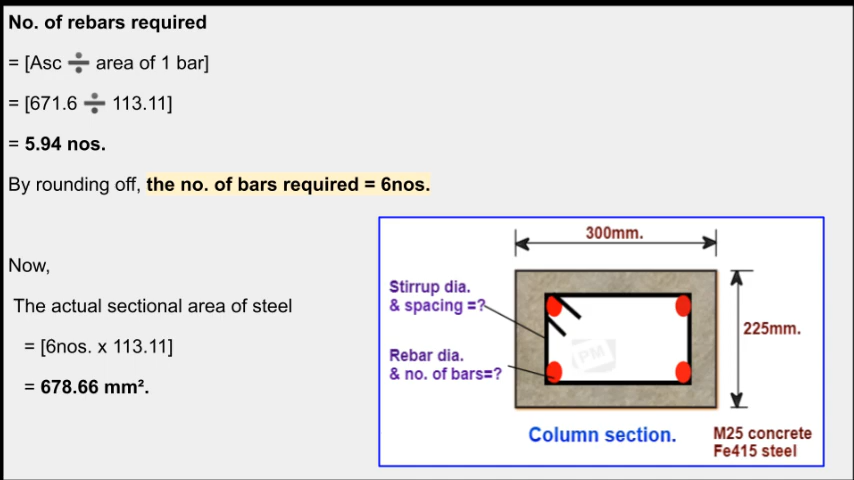 No. of rebars required
= [Asc ➗ area of 1 bar]
= [671.6 ➗ 113.11]
= 5.94 nos.
By rounding off, the no. of bars required = 6nos.
Now,
The actual sectional area of steel
= [6nos. x 113.11]
= 678.66 mm².
300mm.
Stirrup dia.
& spacing =?
225mm.
PM
Rebar dia.
& no. of bars=?
Column section.
M25 concrete
Fe415 steel